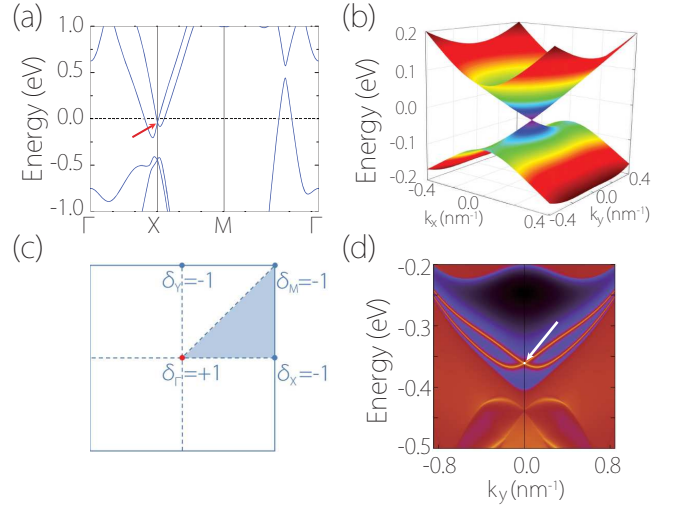 (a)
Energy (eV)
1.0
0.5
0.0
-0.5
-1.0
Γ X M Γ
(b)
Energy (eV)
0.2
0.1
0.0
-0.1
-0.2
-0.4 0.0 0.4
kx (nm⁻¹)
-0.4 0.0 0.4
ky (nm⁻¹)
(c)
δY=-1 δM=-1
δΓ=+1 δX=-1
(d)
Energy (eV)
-0.2
-0.3
-0.4
-0.5
-0.8 0.0 0.8
ky (nm⁻¹)